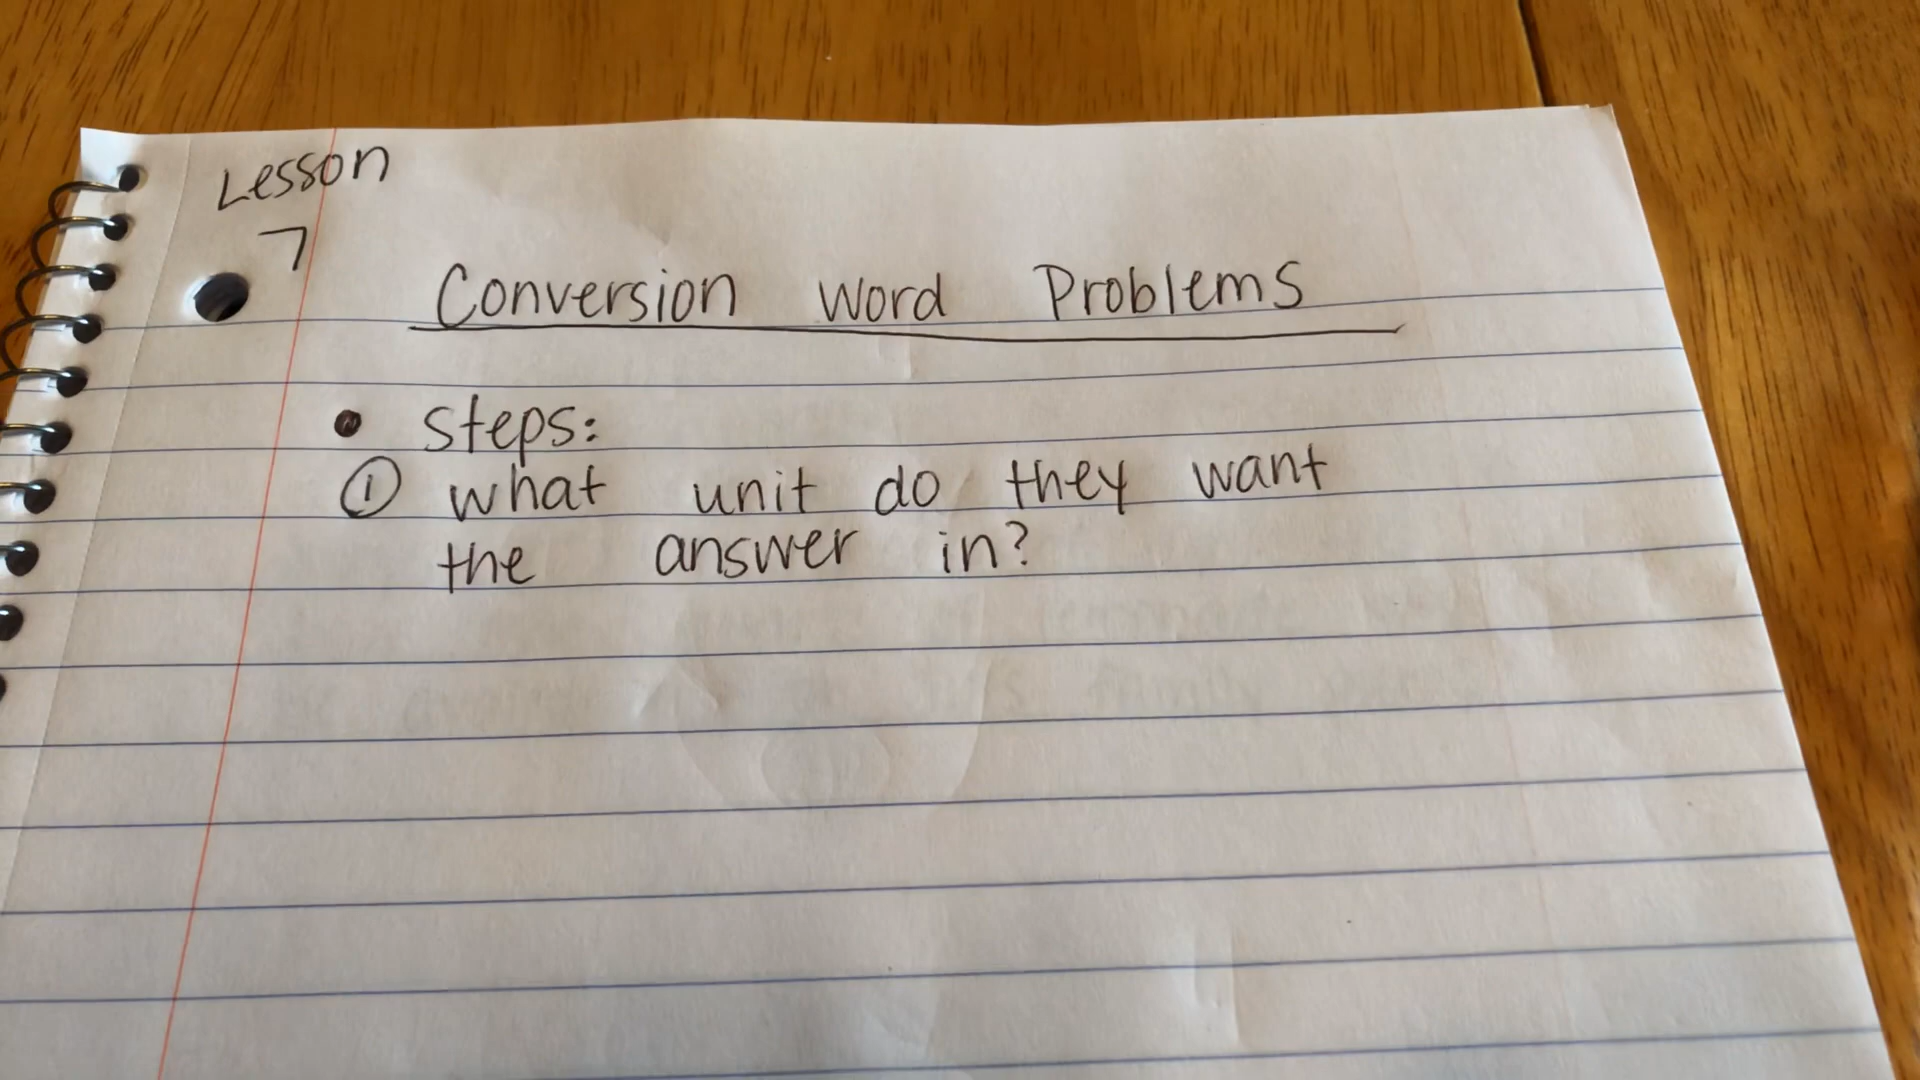 Lesson
7
Conversion Word Problems
• steps:
① what unit do they want
the answer in?